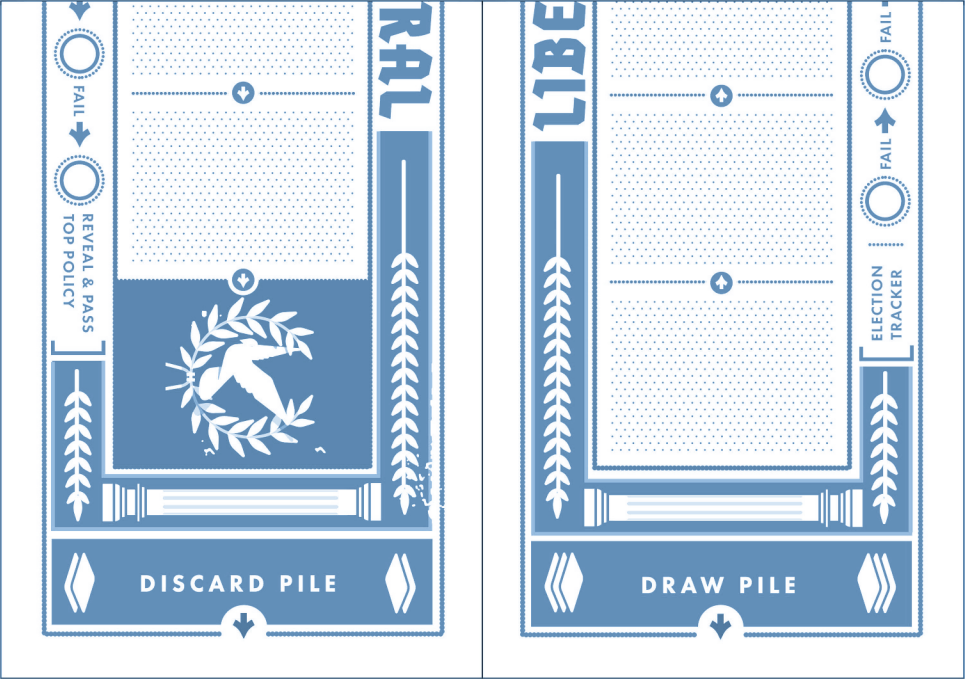 RAL
FAIL
REVEAL & PASS
TOP POLICY
DISCARD PILE
LIBE
FAIL
FAIL
ELECTION
TRACKER
DRAW PILE